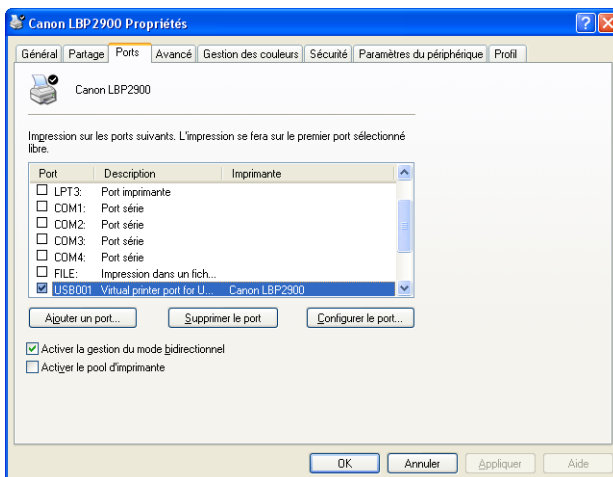 Canon LBP2900 Propriétés
Général Partage Ports Avancé Gestion des couleurs Sécurité Paramètres du périphérique Profil
Canon LBP2900
Impression sur les ports suivants. L'impression se fera sur le premier port sélectionné
libre.
Port Description Imprimante
LPT3: Port imprimante
COM1: Port série
COM2: Port série
COM3: Port série
COM4: Port série
FILE: Impression dans un fich...
USB001 Virtual printer port for U... Canon LBP2900
Ajouter un port... Supprimer le port Configurer le port...
Activer la gestion du mode bidirectionnel
Activer le pool d'imprimante
OK Annuler Appliquer Aide